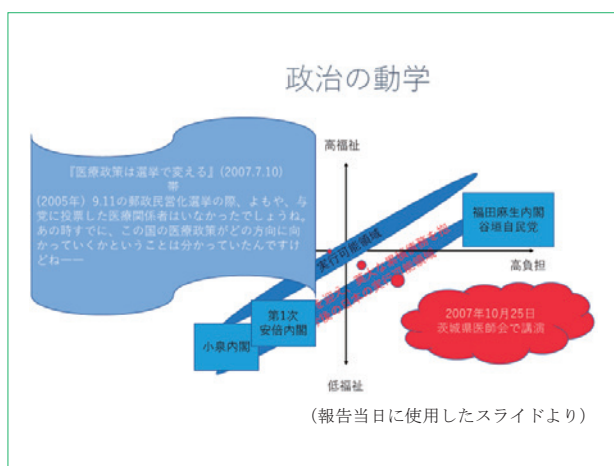 政治の動学
『医療政策は選挙で変える』(2007.7.10)
帯
(2005年) 9.11の郵政民営化選挙の際、よもや、与
党に投票した医療関係者はいなかったでしょうね。
あの時すでに、この国の医療政策がどの方向に向
かっていくかということは分かっていたんですけ
どね——
高福祉
実行可能領域
福田麻生内閣
谷垣自民党
高負担
2007年10月25日
茨城県医師会で講演
第1次
安倍内閣
小泉内閣
低福祉
(報告当日に使用したスライドより)